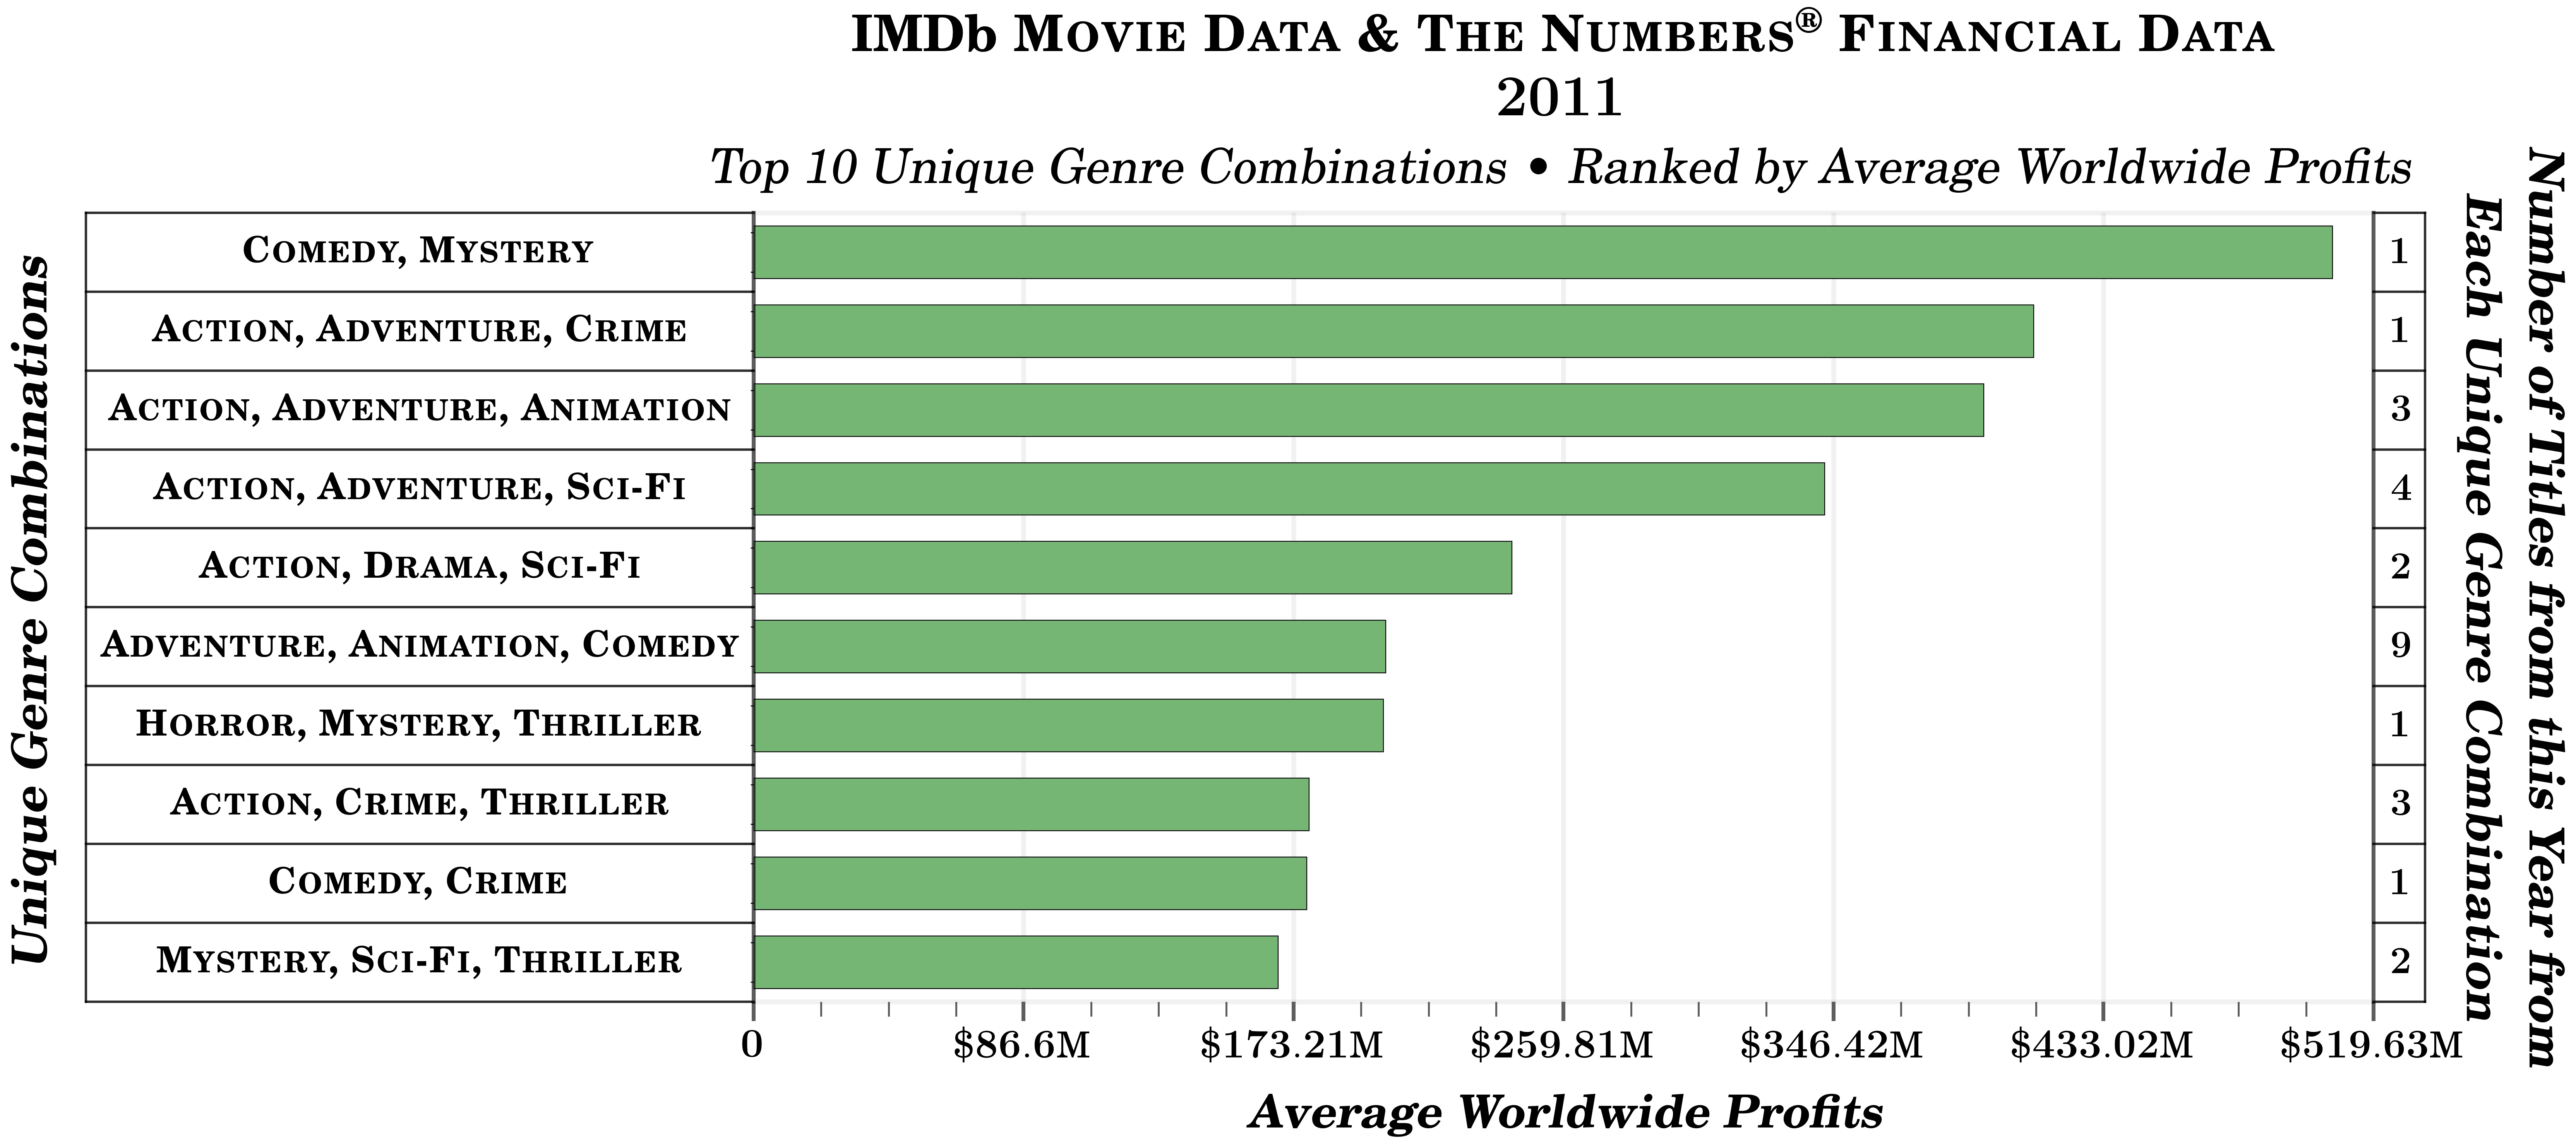 IMDb Movie Data & The Numbers® Financial Data
2011
Top 10 Unique Genre Combinations • Ranked by Average Worldwide Profits
Unique Genre Combinations
Comedy, Mystery
1
Action, Adventure, Crime
1
Action, Adventure, Animation
3
Action, Adventure, Sci-Fi
4
Action, Drama, Sci-Fi
2
Adventure, Animation, Comedy
9
Horror, Mystery, Thriller
1
Action, Crime, Thriller
3
Comedy, Crime
1
Mystery, Sci-Fi, Thriller
2
Number of Titles from this Year from
Each Unique Genre Combination
0 $86.6M $173.21M $259.81M $346.42M $433.02M $519.63M
Average Worldwide Profits